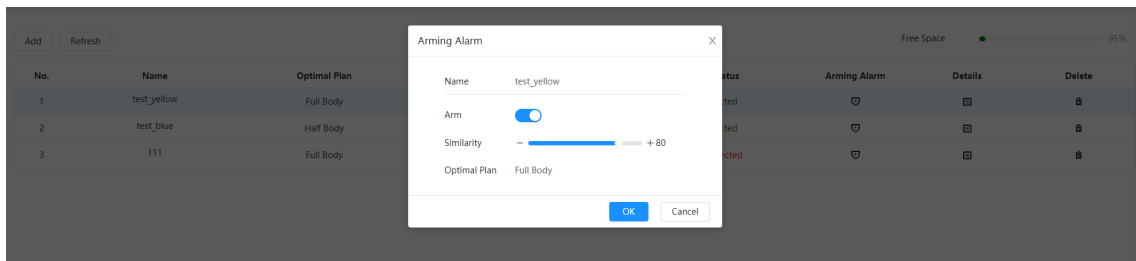 Add Refresh Arming Alarm X Free Space 95%
No. Name Optimal Plan atus Arming Alarm Details Delete
Name test_yellow
1 test_yellow Full Body cted
Arm
2 test_blue Half Body cted
Similarity − + 80
3 111 Full Body ected
Optimal Plan Full Body
OK Cancel